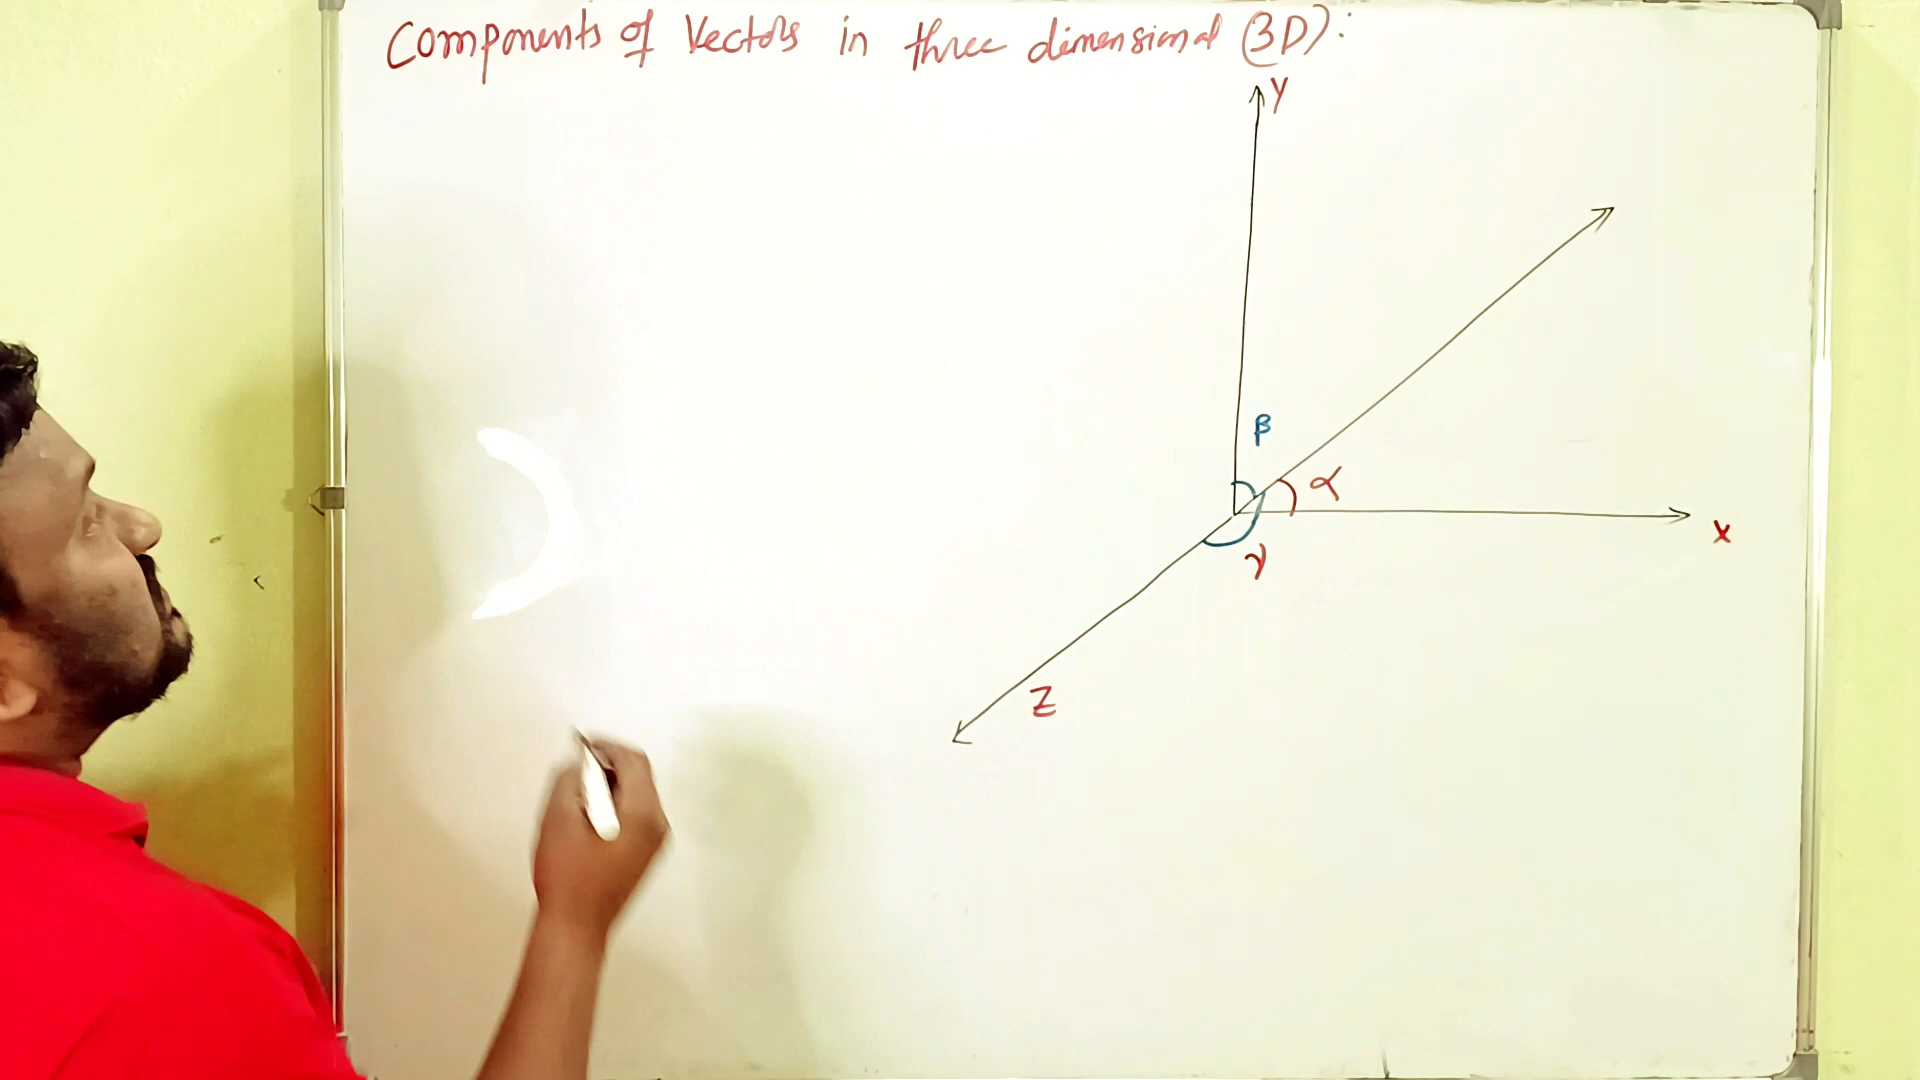 Components of Vectors in three dimensional (3D):
Y
β
α
x
γ
Z